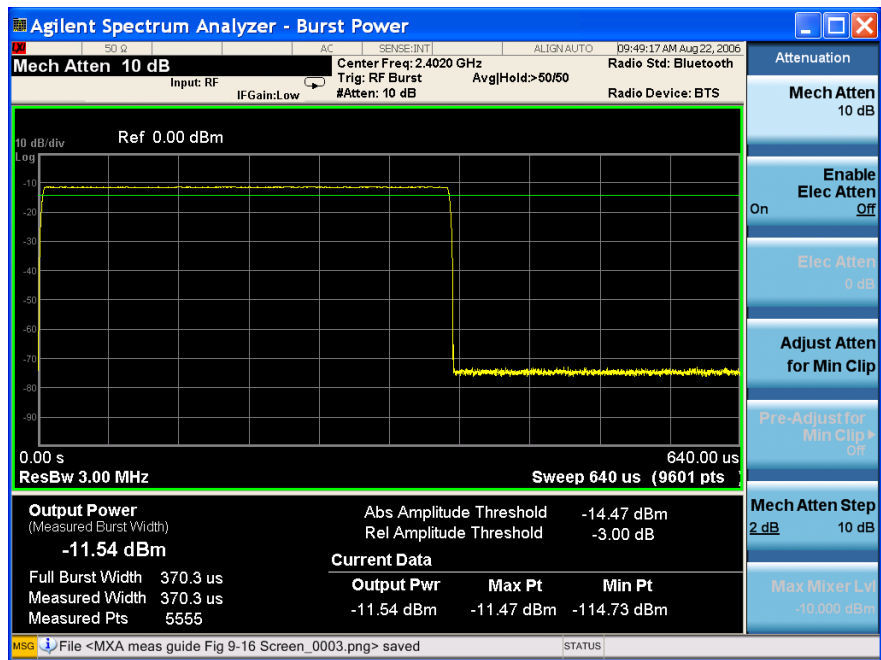 Agilent Spectrum Analyzer - Burst Power
LXI 50 Ω AC SENSE:INT ALIGNAUTO 09:49:17 AM Aug 22, 2006
Mech Atten 10 dB
Input: RF
IFGain:Low
Center Freq: 2.4020 GHz
Trig: RF Burst Avg|Hold:>50/50
#Atten: 10 dB
Radio Std: Bluetooth
Radio Device: BTS
10 dB/div Ref 0.00 dBm
Log
-10
-20
-30
-40
-50
-60
-70
-80
-90
0.00 s 640.00 us
ResBw 3.00 MHz Sweep 640 us (9601 pts )
Output Power
(Measured Burst Width)
-11.54 dBm
Full Burst Width 370.3 us
Measured Width 370.3 us
Measured Pts 5555
Abs Amplitude Threshold -14.47 dBm
Rel Amplitude Threshold -3.00 dB
Current Data
Output Pwr Max Pt Min Pt
-11.54 dBm -11.47 dBm -114.73 dBm
Attenuation
Mech Atten
10 dB
Enable
Elec Atten
On Off
Elec Atten
0 dB
Adjust Atten
for Min Clip
Pre-Adjust for
Min Clip
Off
Mech Atten Step
2 dB 10 dB
Max Mixer Lvl
-10.000 dBm
MSG File <MXA meas guide Fig 9-16 Screen_0003.png> saved STATUS